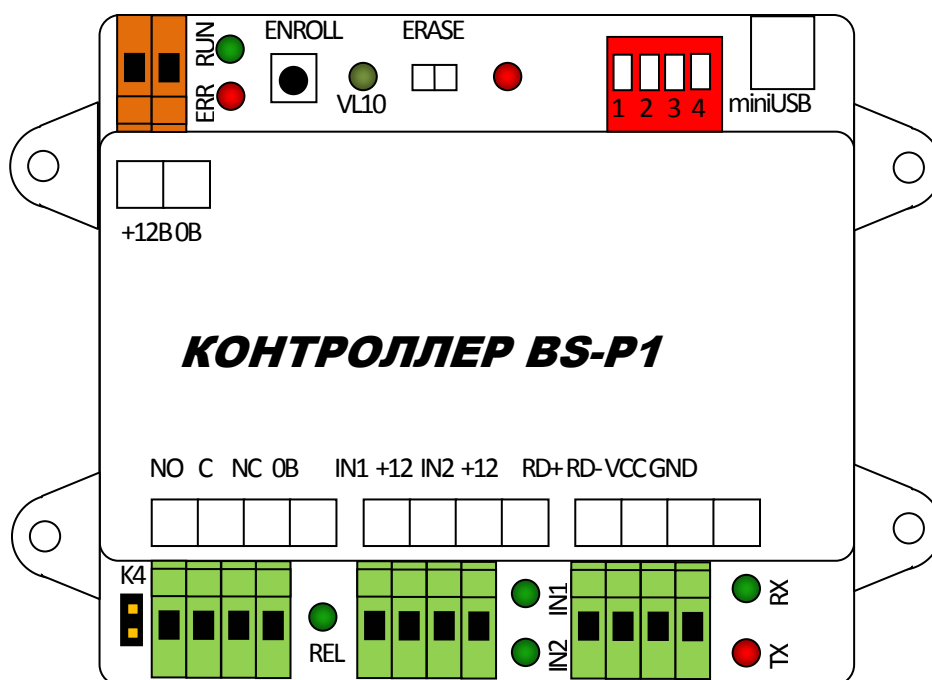 RUN
ERR
ENROLL
VL10
ERASE
1 2 3 4
miniUSB
+12В 0В
КОНТРОЛЛЕР BS-P1
NO C NC 0В IN1 +12 IN2 +12 RD+ RD- VCC GND
K4
REL
IN1
IN2
RX
TX